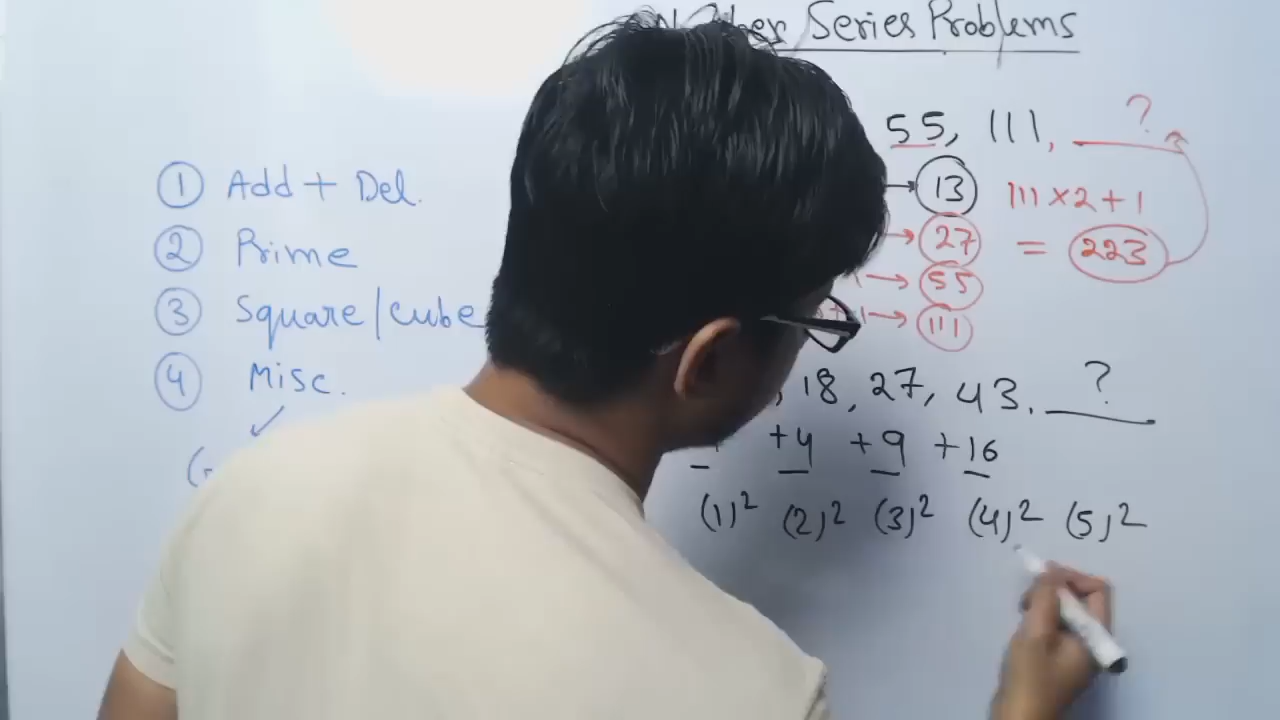 Series Problems
55, 111, ?
① Add + Del.
→ 13
111 × 2 + 1
② Prime
→ 27
= 223
③ Square/cube
→ 55
+1 → 111
④ Misc.
, 18, 27, 43. ?
+4 +9 +16
(1)² (2)² (3)² (4)² (5)²